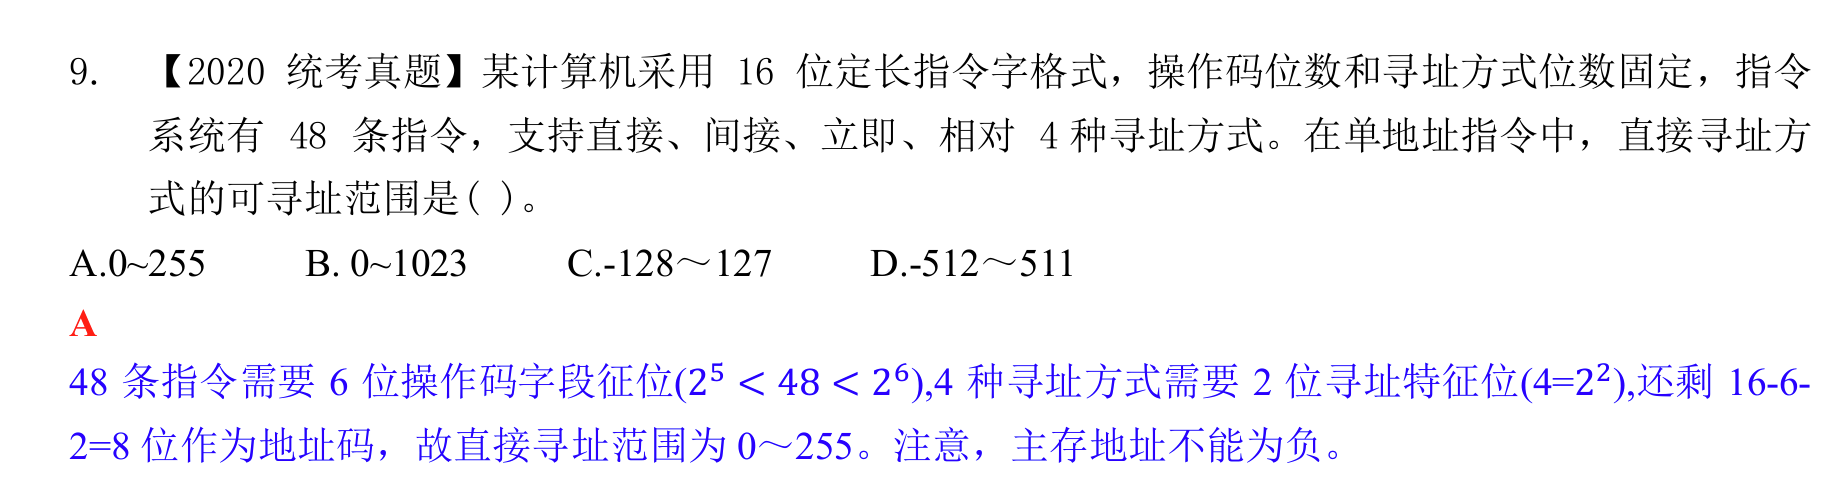 9. 【2020 统考真题】某计算机采用 16 位定长指令字格式，操作码位数和寻址方式位数固定，指令
系统有 48 条指令，支持直接、间接、立即、相对 4 种寻址方式。在单地址指令中，直接寻址方
式的可寻址范围是( )。
A.0~255 B. 0~1023 C.-128～127 D.-512～511
A
48 条指令需要 6 位操作码字段征位(2⁵ < 48 < 2⁶),4 种寻址方式需要 2 位寻址特征位(4=2²),还剩 16-6-
2=8 位作为地址码，故直接寻址范围为 0～255。注意，主存地址不能为负。